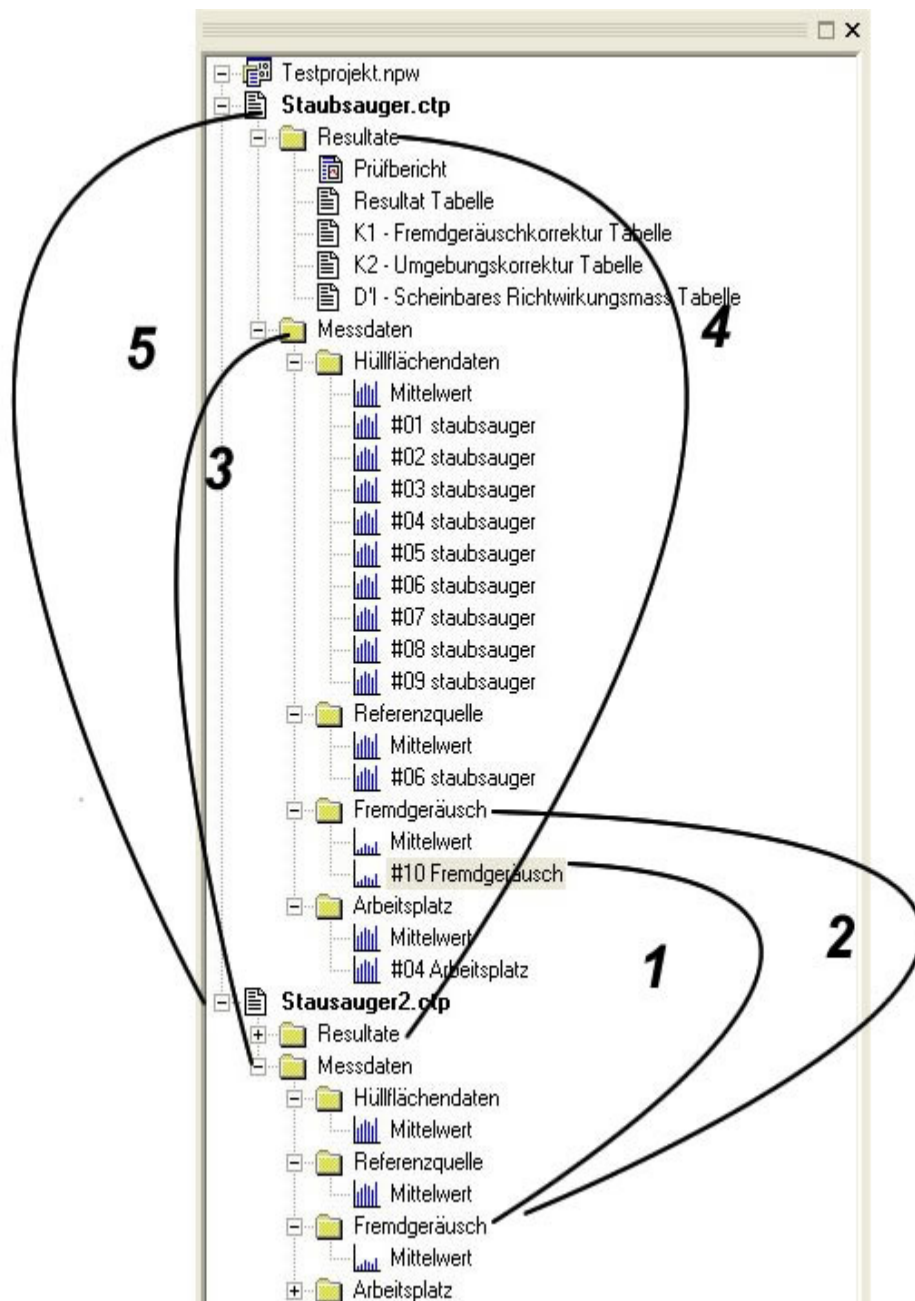 Testprojekt.npw
Staubsauger.ctp
Resultate
Prüfbericht
Resultat Tabelle
K1 - Fremdgeräuschkorrektur Tabelle
K2 - Umgebungskorrektur Tabelle
D'I - Scheinbares Richtwirkungsmass Tabelle
4
Messdaten
5
Hüllflächendaten
Mittelwert
#01 staubsauger
#02 staubsauger
3
#03 staubsauger
#04 staubsauger
#05 staubsauger
#06 staubsauger
#07 staubsauger
#08 staubsauger
#09 staubsauger
Referenzquelle
Mittelwert
#06 staubsauger
Fremdgeräusch
Mittelwert
#10 Fremdgeräusch
Arbeitsplatz
Mittelwert
2
1
#04 Arbeitsplatz
Stausauger2.ctp
Resultate
Messdaten
Hüllflächendaten
Mittelwert
Referenzquelle
Mittelwert
Fremdgeräusch
Mittelwert
Arbeitsplatz